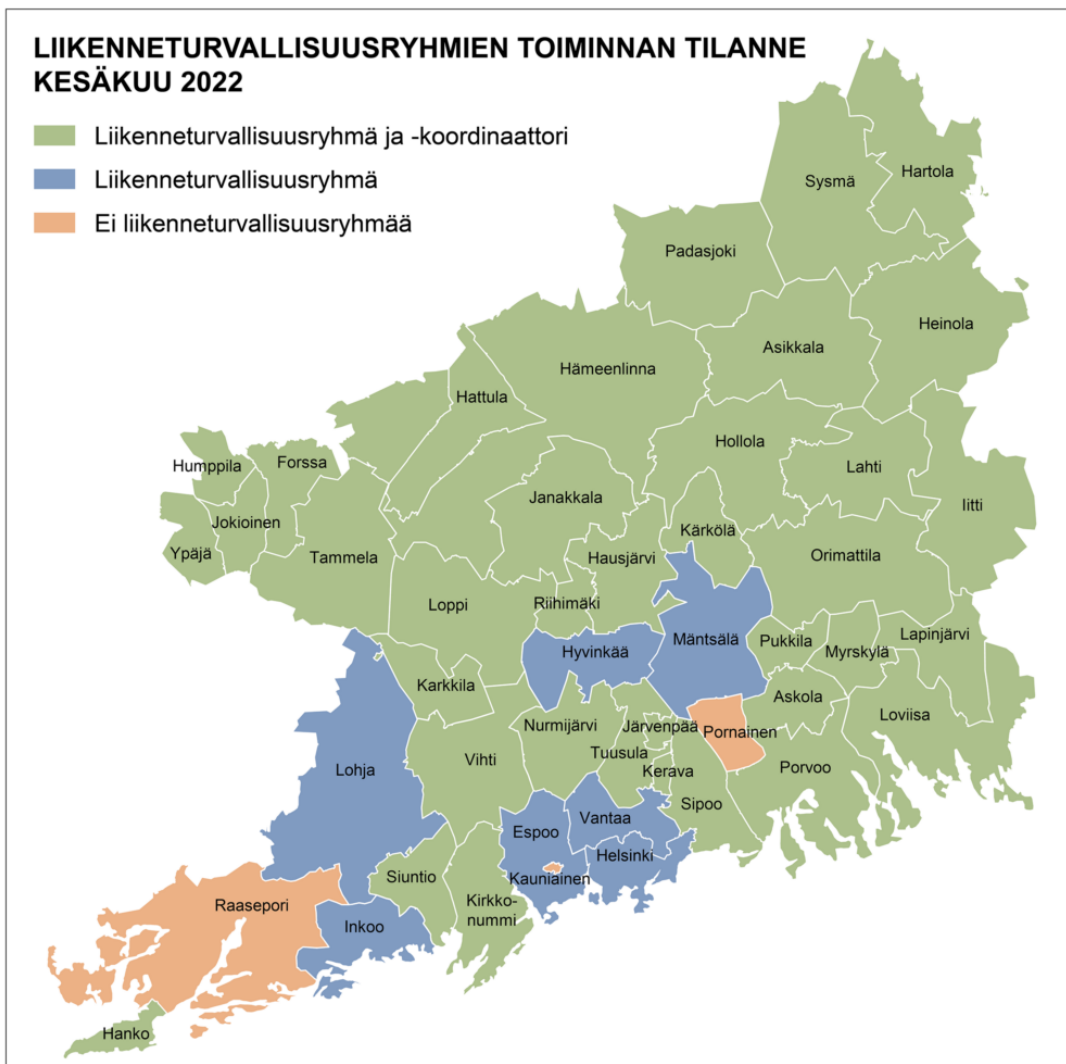 LIIKENNETURVALLISUUSRYHMIEN TOIMINNAN TILANNE
KESÄKUU 2022
Liikenneturvallisuusryhmä ja -koordinaattori
Liikenneturvallisuusryhmä
Ei liikenneturvallisuusryhmää
Sysmä
Hartola
Padasjoki
Heinola
Asikkala
Hämeenlinna
Hattula
Hollola
Humppila
Forssa
Lahti
Janakkala
Iitti
Jokioinen
Kärkölä
Ypäjä
Tammela
Hausjärvi
Orimattila
Loppi
Riihimäki
Hyvinkää
Mäntsälä
Pukkila
Myrskylä
Lapinjärvi
Karkkila
Askola
Loviisa
Nurmijärvi
Järvenpää
Pornainen
Tuusula
Vihti
Porvoo
Lohja
Kerava
Sipoo
Espoo
Vantaa
Helsinki
Siuntio
Kauniainen
Raasepori
Kirkko-
nummi
Inkoo
Hanko